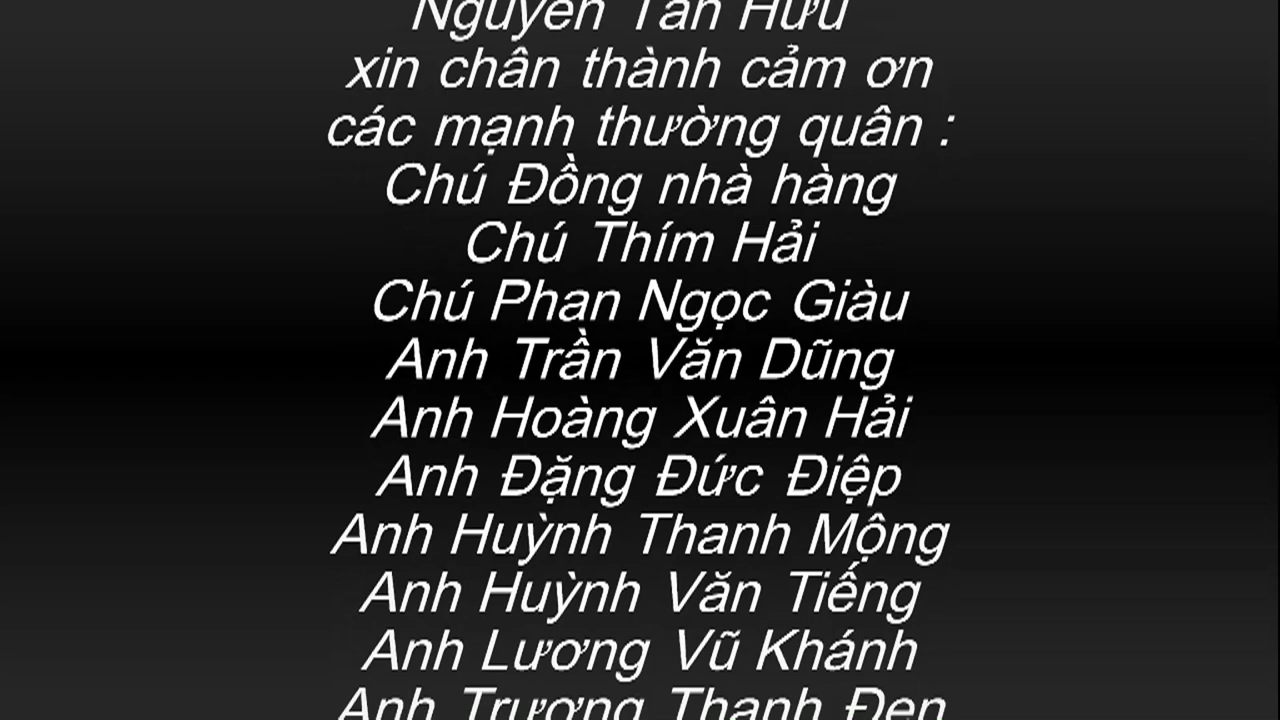 Nguyễn Tấn Hữu
xin chân thành cảm ơn
các mạnh thường quân :
Chú Đồng nhà hàng
Chú Thím Hải
Chú Phan Ngọc Giàu
Anh Trần Văn Dũng
Anh Hoàng Xuân Hải
Anh Đặng Đức Điệp
Anh Huỳnh Thanh Mộng
Anh Huỳnh Văn Tiếng
Anh Lương Vũ Khánh
Anh Trương Thanh